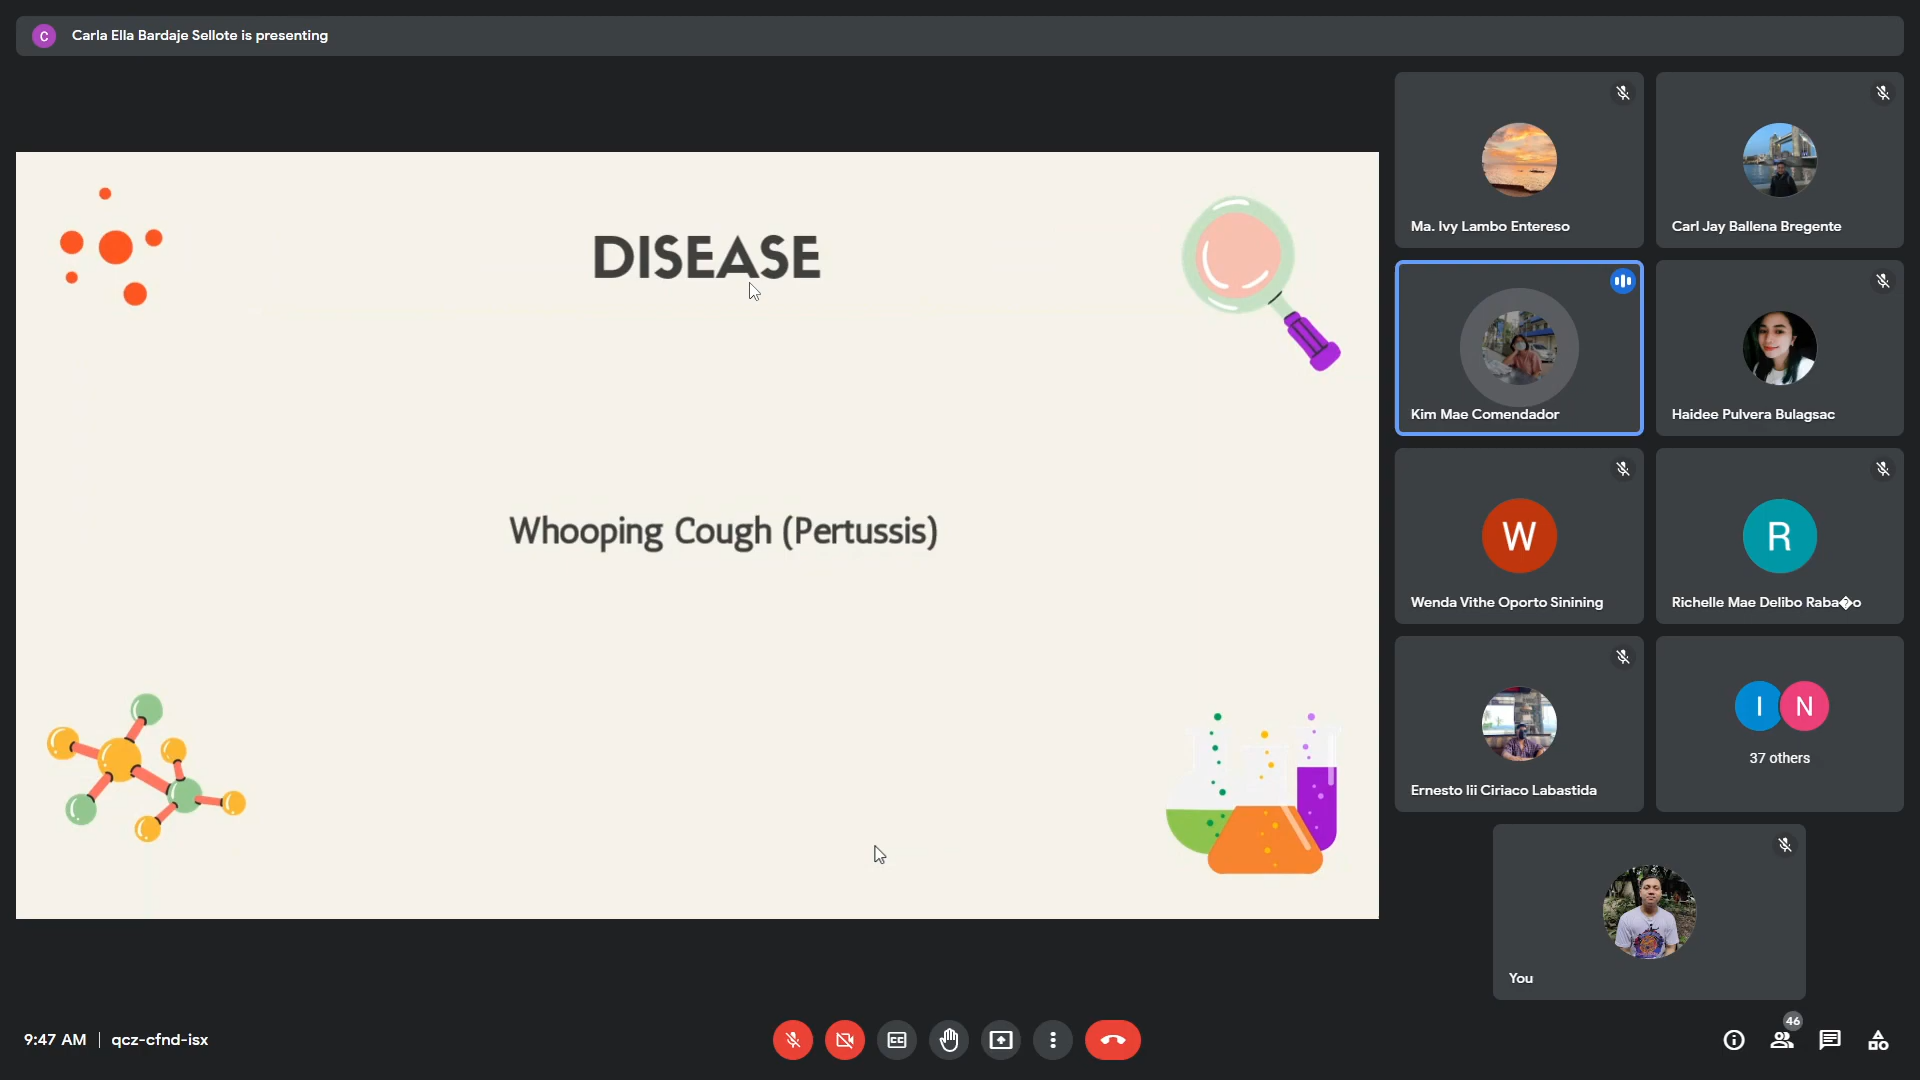 C
Carla Ella Bardaje Sellote is presenting
DISEASE
Whooping Cough (Pertussis)
Ma. Ivy Lambo Entereso
Carl Jay Ballena Bregente
Kim Mae Comendador
Haidee Pulvera Bulagsac
W
Wenda Vithe Oporto Sinining
R
Richelle Mae Delibo Raba�o
Ernesto Iii Ciriaco Labastida
I N
37 others
You
9:47 AM | qcz-cfnd-isx
CC
46